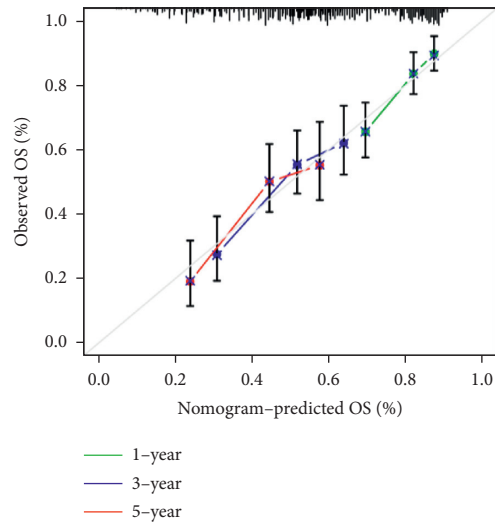 1.0
0.8
0.6
0.4
0.2
0.0
Observed OS (%)
0.0 0.2 0.4 0.6 0.8 1.0
Nomogram–predicted OS (%)
1–year
3–year
5–year